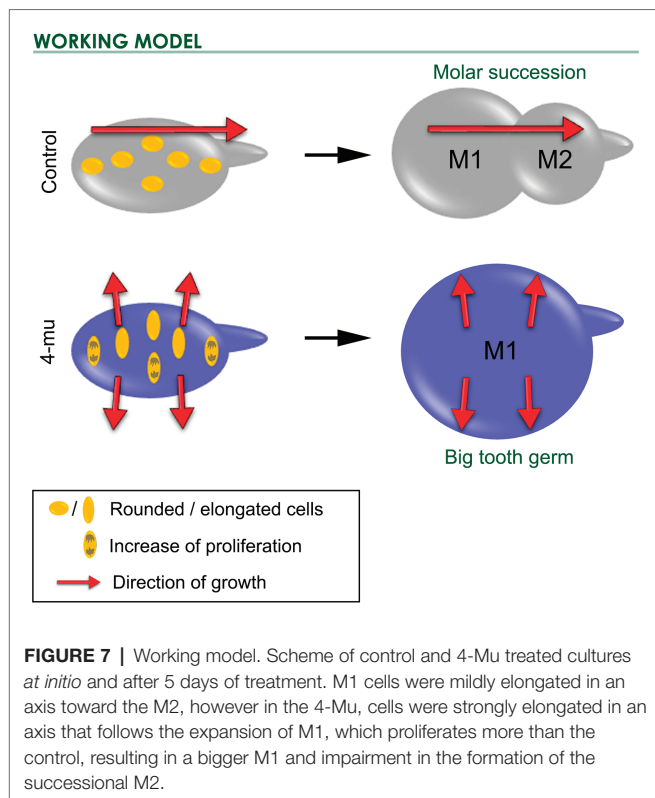 WORKING MODEL
Molar succession
Control
M1
M2
4-mu
M1
Big tooth germ
/ Rounded / elongated cells
Increase of proliferation
Direction of growth
FIGURE 7 | Working model. Scheme of control and 4-Mu treated cultures
at initio and after 5 days of treatment. M1 cells were mildly elongated in an
axis toward the M2, however in the 4-Mu, cells were strongly elongated in an
axis that follows the expansion of M1, which proliferates more than the
control, resulting in a bigger M1 and impairment in the formation of the
successional M2.